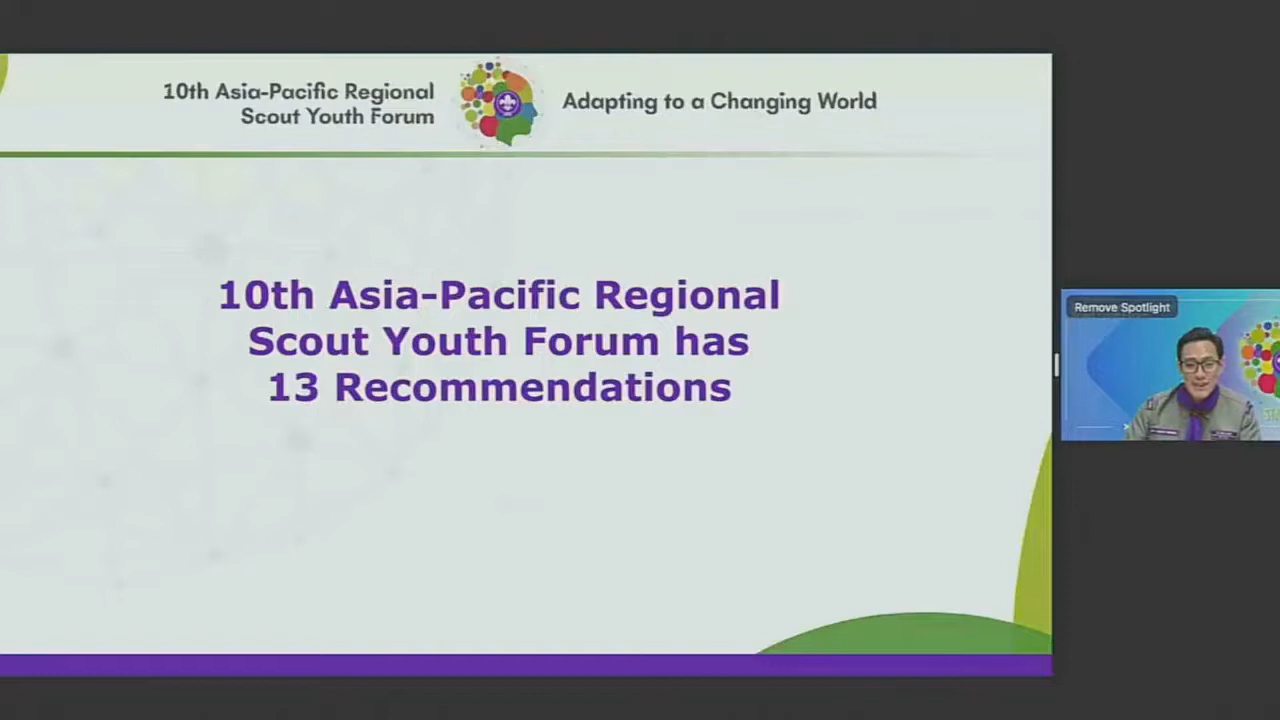 10th Asia-Pacific Regional
Scout Youth Forum
Adapting to a Changing World
10th Asia-Pacific Regional
Scout Youth Forum has
13 Recommendations
Remove Spotlight